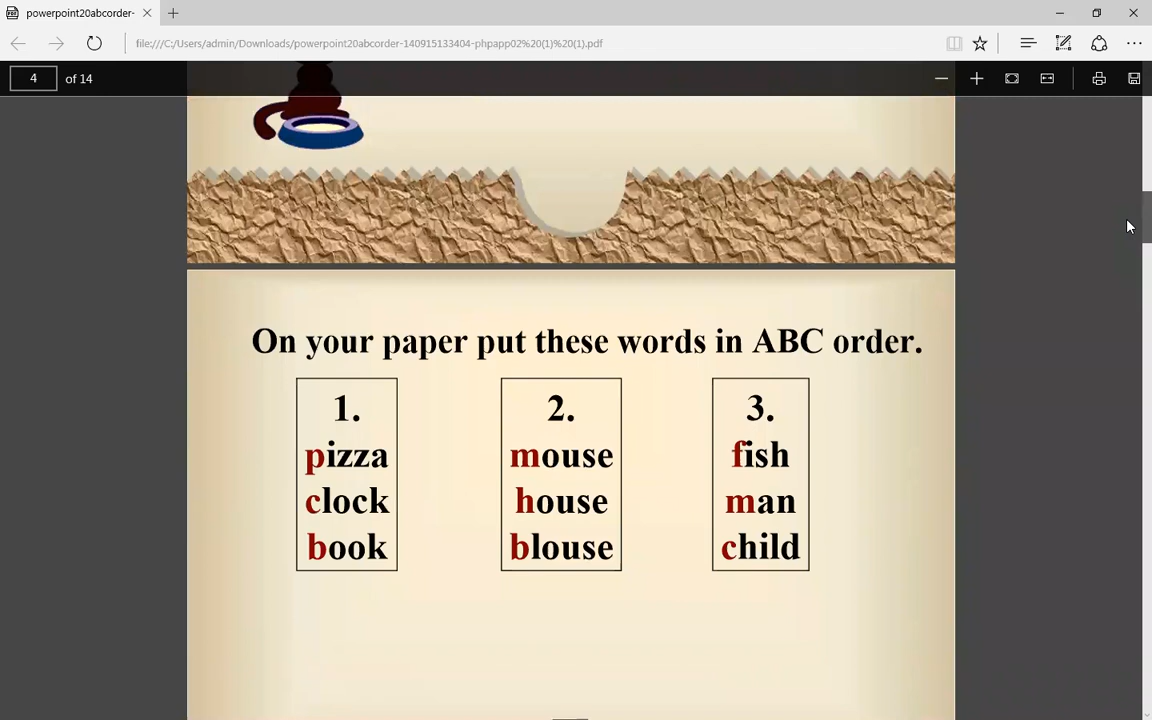 powerpoint20abcorder-
file:///C:/Users/admin/Downloads/powerpoint20abcorder-140915133404-phpapp02%20(1)%20(1).pdf
4 of 14
On your paper put these words in ABC order.
1.
pizza
clock
book
2.
mouse
house
blouse
3.
fish
man
child